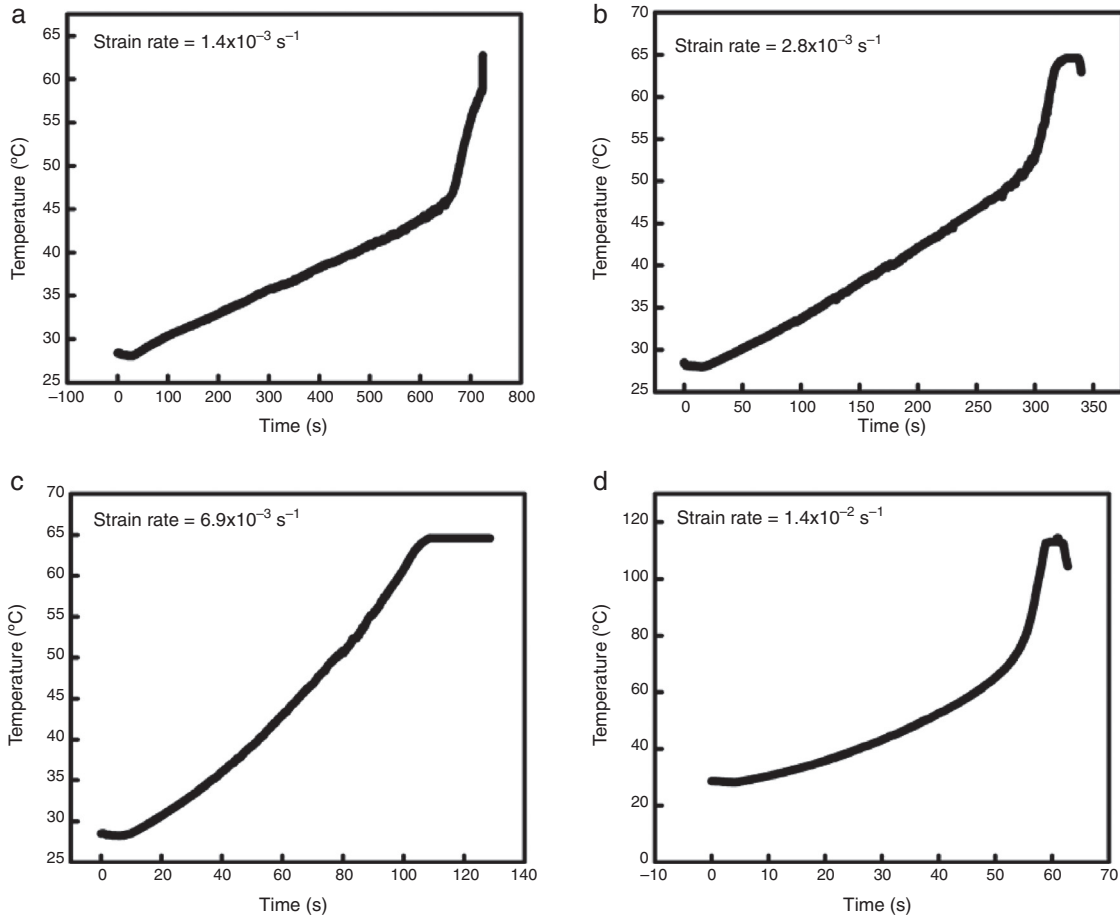 a
Strain rate = 1.4x10⁻³ s⁻¹
65
60
55
50
45
40
35
30
25
Temperature (ºC)
–100 0 100 200 300 400 500 600 700 800
Time (s)
b
Strain rate = 2.8x10⁻³ s⁻¹
70
65
60
55
50
45
40
35
30
25
Temperature (ºC)
0 50 100 150 200 250 300 350
Time (s)
c
Strain rate = 6.9x10⁻³ s⁻¹
70
65
60
55
50
45
40
35
30
25
Temperature (ºC)
0 20 40 60 80 100 120 140
Time (s)
d
Strain rate = 1.4x10⁻² s⁻¹
120
100
80
60
40
20
0
Temperature (ºC)
–10 0 10 20 30 40 50 60 70
Time (s)